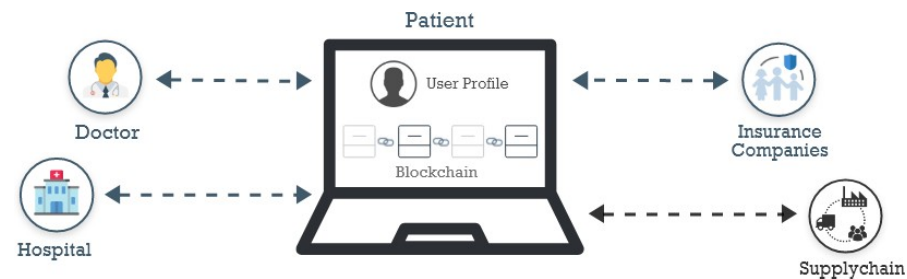 Patient
User Profile
Doctor
Insurance
Companies
Blockchain
Hospital
Supplychain